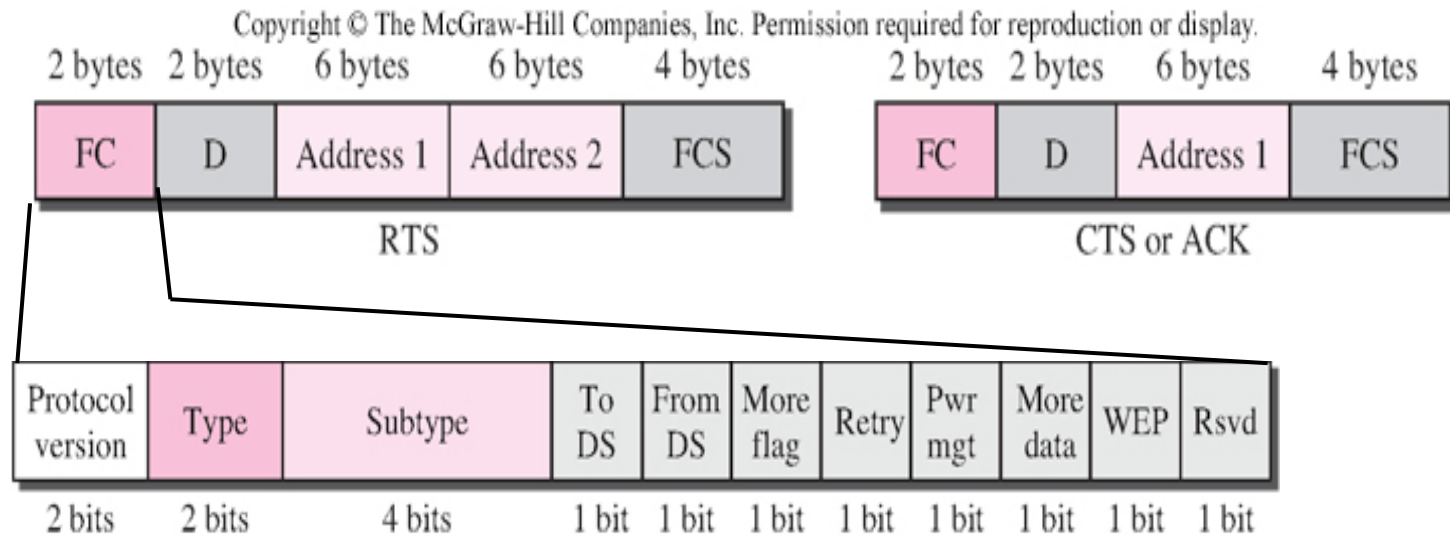 Copyright © The McGraw-Hill Companies, Inc. Permission required for reproduction or display.
2 bytes 2 bytes 6 bytes 6 bytes 4 bytes
FC D Address 1 Address 2 FCS
RTS
2 bytes 2 bytes 6 bytes 4 bytes
FC D Address 1 FCS
CTS or ACK
Protocol version Type Subtype To DS From DS More flag Retry Pwr mgt More data WEP Rsvd
2 bits 2 bits 4 bits 1 bit 1 bit 1 bit 1 bit 1 bit 1 bit 1 bit 1 bit